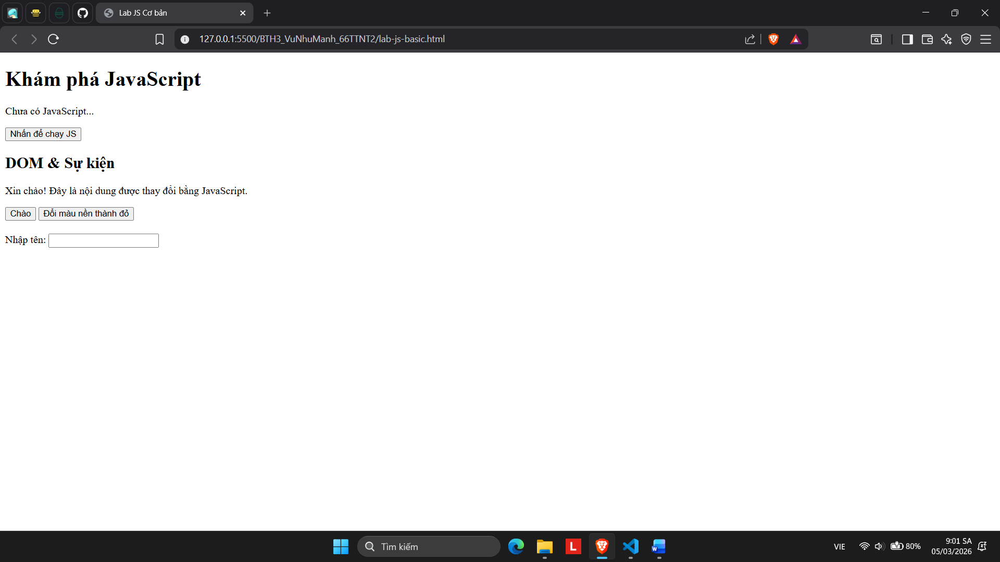 Lab JS Cơ bản
127.0.0.1:5500/BTH3_VuNhuManh_66TTNT2/lab-js-basic.html
Khám phá JavaScript
Chưa có JavaScript...
Nhấn để chạy JS
DOM & Sự kiện
Xin chào! Đây là nội dung được thay đổi bằng JavaScript.
Chào Đổi màu nền thành đỏ
Nhập tên:
Tìm kiếm
L
W
VIE
80%
9:01 SA
05/03/2026